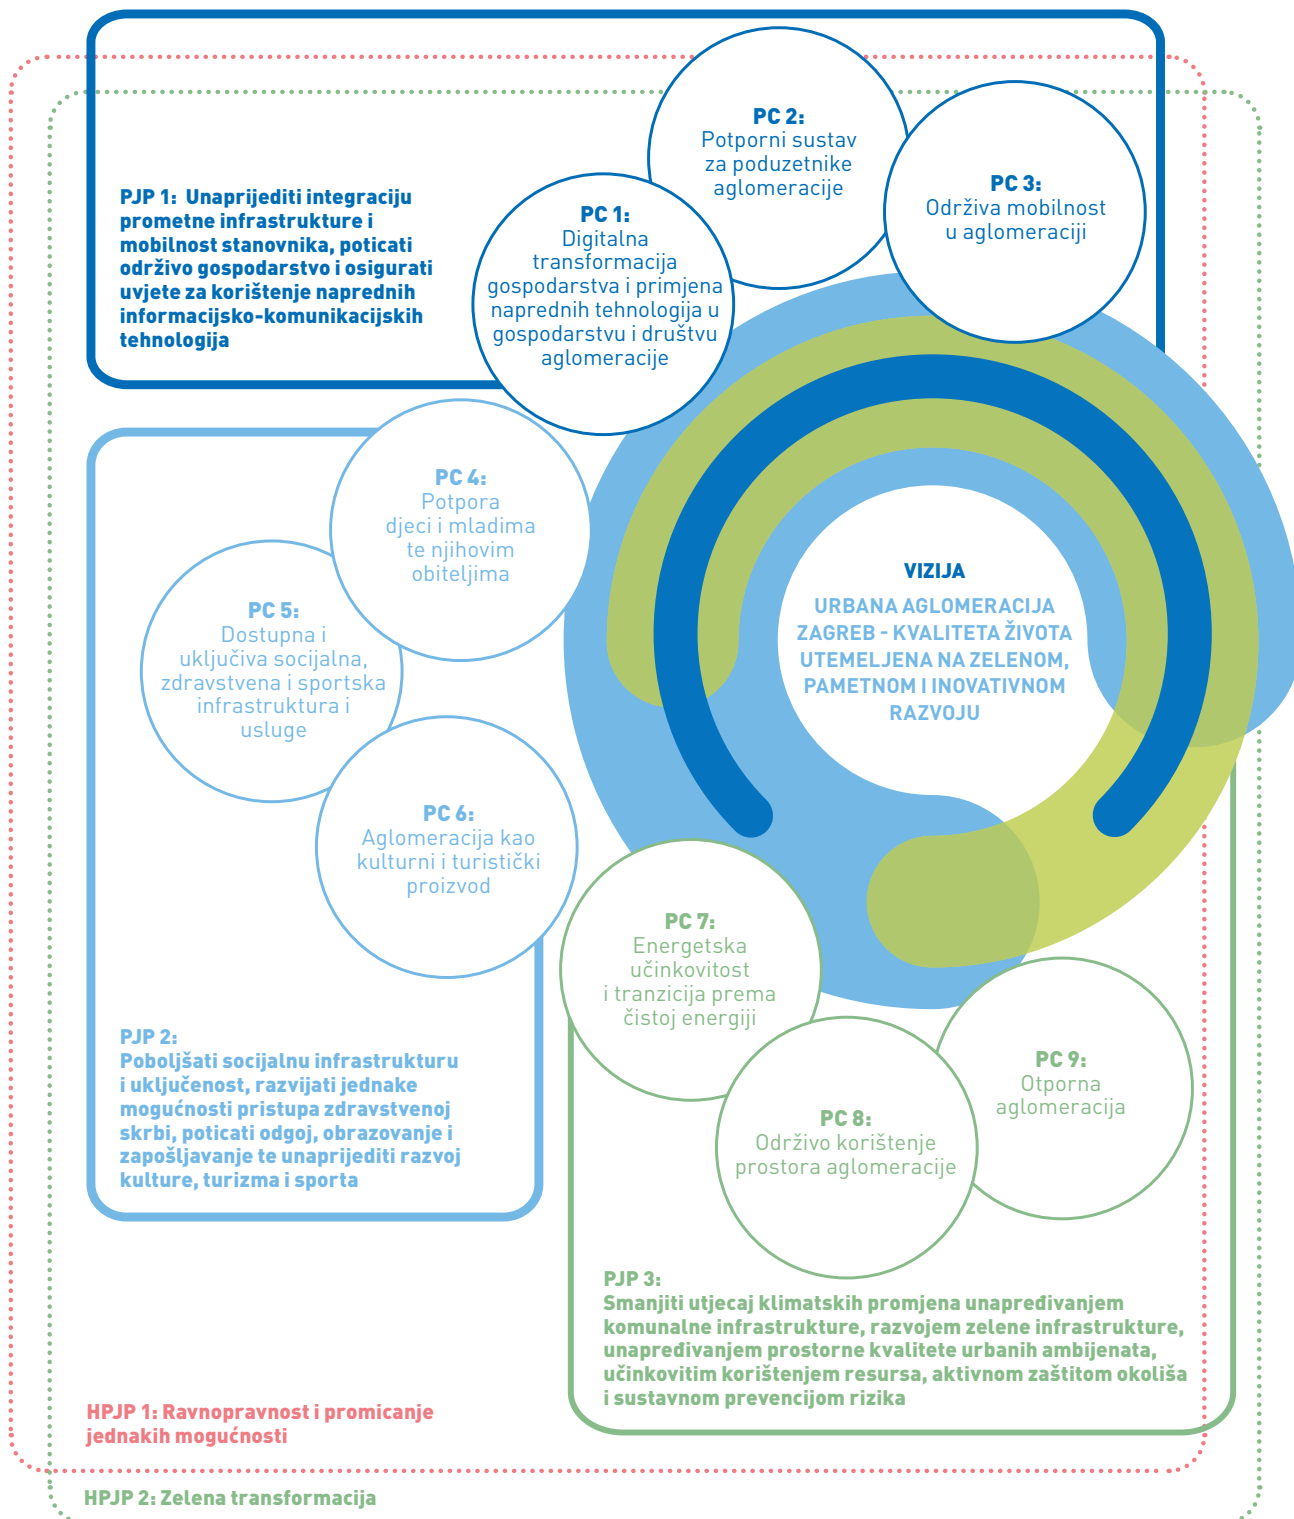 PJP 1: Unaprijediti integraciju
prometne infrastrukture i
mobilnost stanovnika, poticati
održivo gospodarstvo i osigurati
uvjete za korištenje naprednih
informacijsko-komunikacijskih
tehnologija
PC 1:
Digitalna
transformacija
gospodarstva i primjena
naprednih tehnologija u
gospodarstvu i društvu
aglomeracije
PC 2:
Potporni sustav
za poduzetnike
aglomeracije
PC 3:
Održiva mobilnost
u aglomeraciji
PC 4:
Potpora
djeci i mladima
te njihovim
obiteljima
PC 5:
Dostupna i
uključiva socijalna,
zdravstvena i sportska
infrastruktura i
usluge
PC 6:
Aglomeracija kao
kulturni i turistički
proizvod
VIZIJA
URBANA AGLOMERACIJA
ZAGREB - KVALITETA ŽIVOTA
UTEMELJENA NA ZELENOM,
PAMETNOM I INOVATIVNOM
RAZVOJU
PJP 2:
Poboljšati socijalnu infrastrukturu
i uključenost, razvijati jednake
mogućnosti pristupa zdravstvenoj
skrbi, poticati odgoj, obrazovanje i
zapošljavanje te unaprijediti razvoj
kulture, turizma i sporta
PC 7:
Energetska
učinkovitost
i tranzicija prema
čistoj energiji
PC 8:
Održivo korištenje
prostora aglomeracije
PC 9:
Otporna
aglomeracija
PJP 3:
Smanjiti utjecaj klimatskih promjena unapređivanjem
komunalne infrastrukture, razvojem zelene infrastrukture,
unapređivanjem prostorne kvalitete urbanih ambijenata,
učinkovitim korištenjem resursa, aktivnom zaštitom okoliša
i sustavnom prevencijom rizika
HPJP 1: Ravnopravnost i promicanje
jednakih mogućnosti
HPJP 2: Zelena transformacija